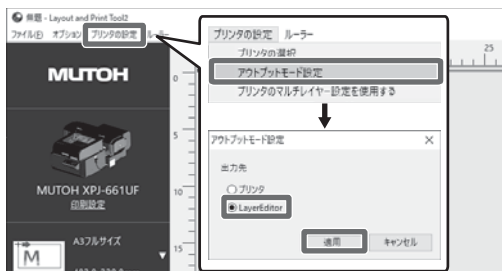 無題 - Layout and Print Tool2
ファイル(F) オプション プリンタの設定 ルーラー
MUTOH
MUTOH XPJ-661UF
印刷設定
A3フルサイズ
M
0
5
10
15
25
プリンタの設定 ルーラー
プリンタの選択
アウトプットモード設定
プリンタのマルチレイヤー設定を使用する
アウトプットモード設定 ×
出力先
プリンタ
LayerEditor
適用 キャンセル